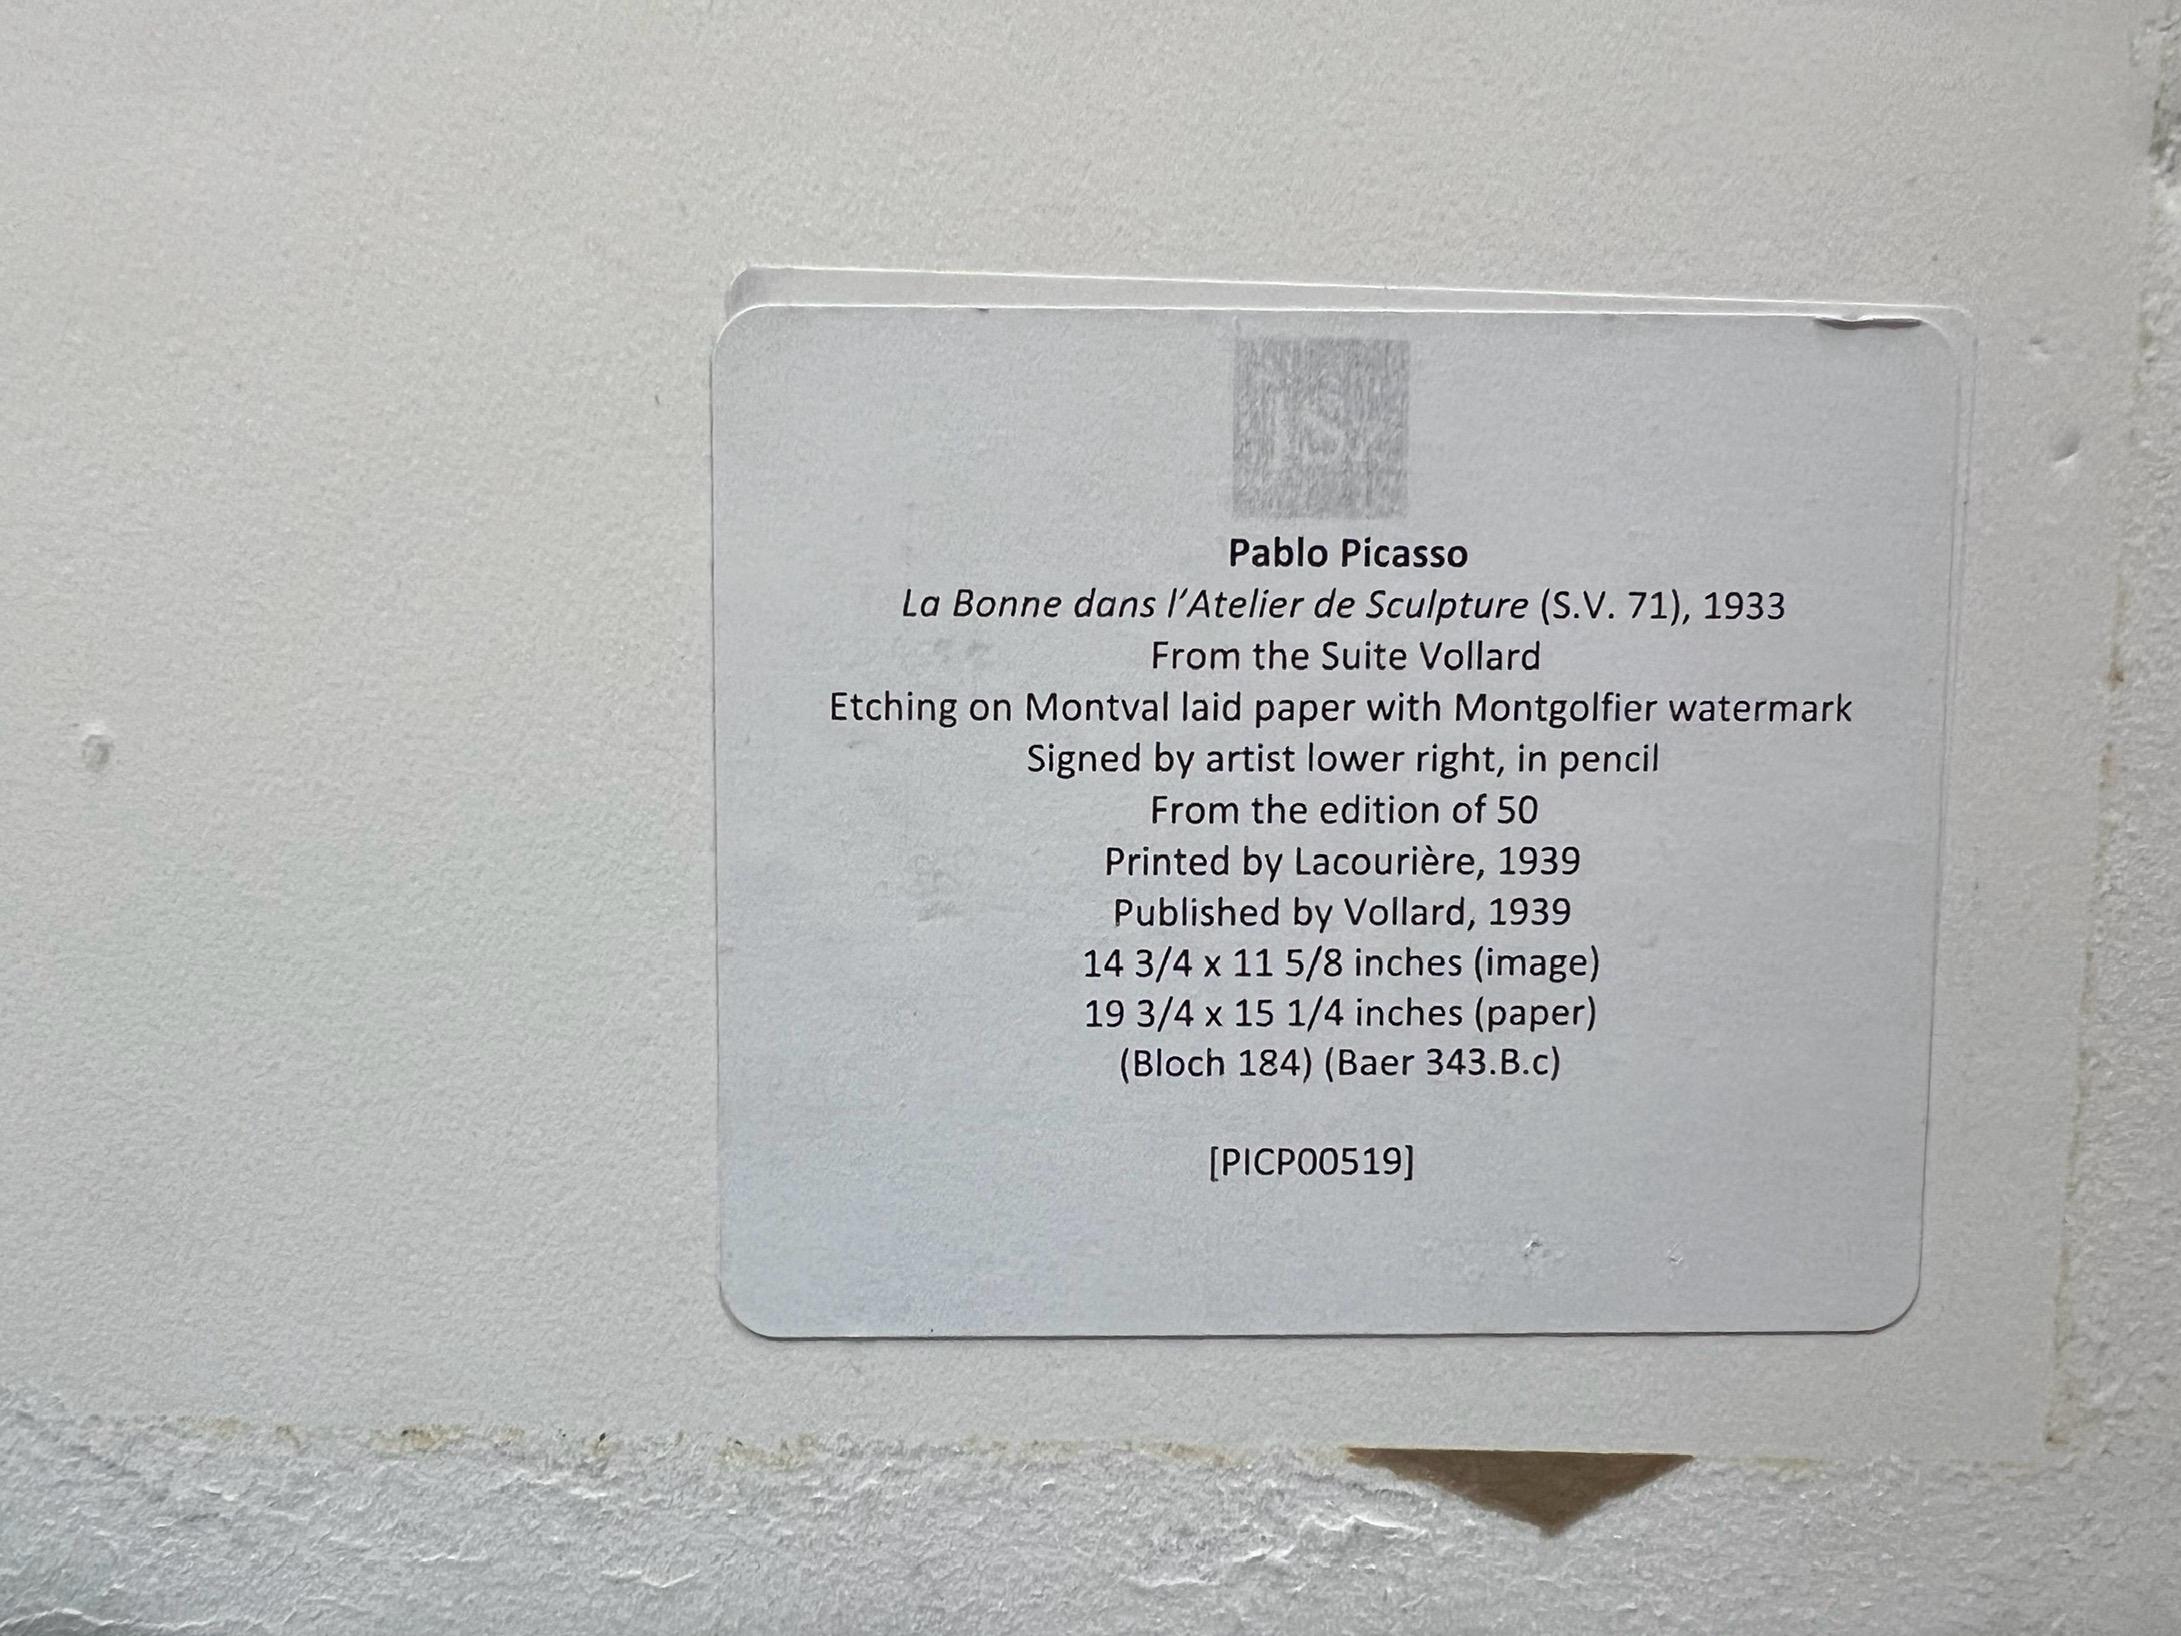 Pablo Picasso
La Bonne dans l'Atelier de Sculpture (S.V. 71), 1933
From the Suite Vollard
Etching on Montval laid paper with Montgolfier watermark
Signed by artist lower right, in pencil
From the edition of 50
Printed by Lacourière, 1939
Published by Vollard, 1939
14 3/4 x 11 5/8 inches (image)
19 3/4 x 15 1/4 inches (paper)
(Bloch 184) (Baer 343.B.c)
[PICP00519]